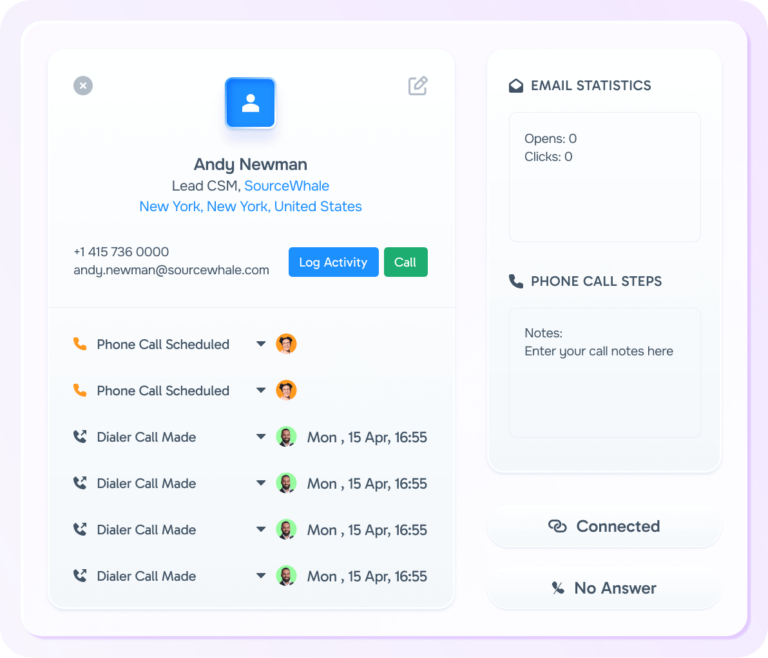 Andy Newman
Lead CSM, SourceWhale
New York, New York, United States
+1 415 736 0000
andy.newman@sourcewhale.com
Log Activity
Call
Phone Call Scheduled
Phone Call Scheduled
Dialer Call Made Mon , 15 Apr, 16:55
Dialer Call Made Mon , 15 Apr, 16:55
Dialer Call Made Mon , 15 Apr, 16:55
Dialer Call Made Mon , 15 Apr, 16:55
EMAIL STATISTICS
Opens: 0
Clicks: 0
PHONE CALL STEPS
Notes:
Enter your call notes here
Connected
No Answer